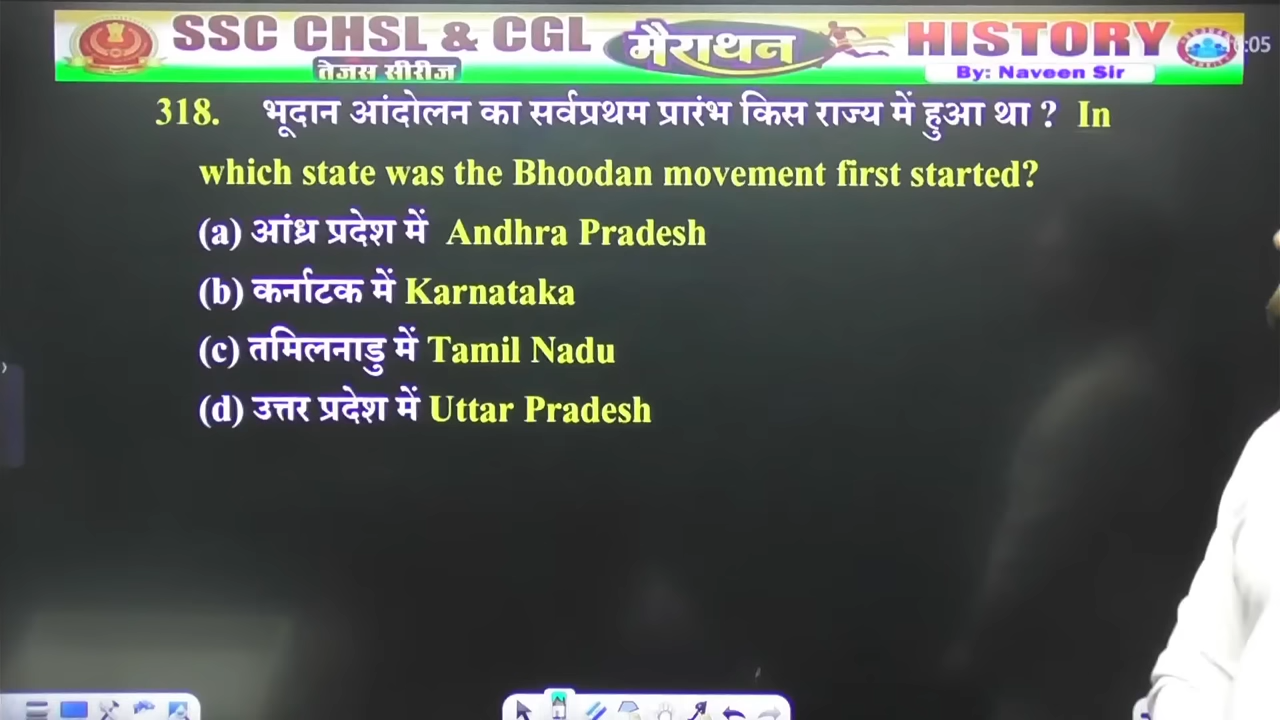 SSC CHSL & CGL
तेजस सीरीज
मैराथन
HISTORY
By: Naveen Sir
318. भूदान आंदोलन का सर्वप्रथम प्रारंभ किस राज्य में हुआ था ? In
which state was the Bhoodan movement first started?
(a) आंध्र प्रदेश में Andhra Pradesh
(b) कर्नाटक में Karnataka
(c) तमिलनाडु में Tamil Nadu
(d) उत्तर प्रदेश में Uttar Pradesh